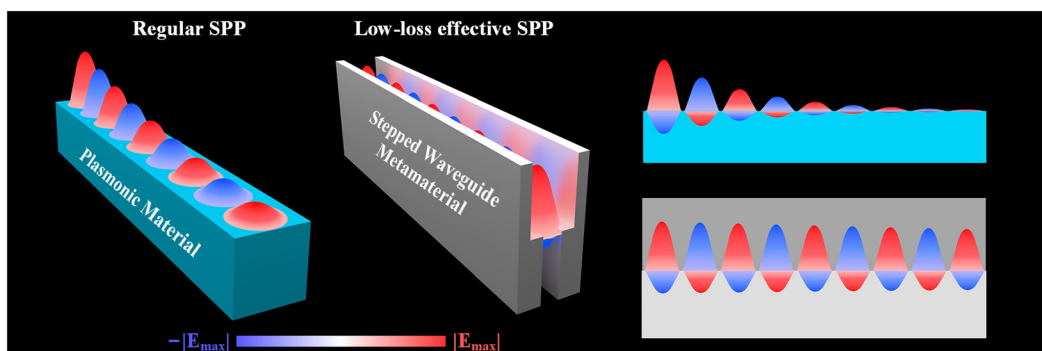 Regular SPP
Low-loss effective SPP
Plasmonic Material
Stepped Waveguide
Metamaterial
−|Emax|
|Emax|